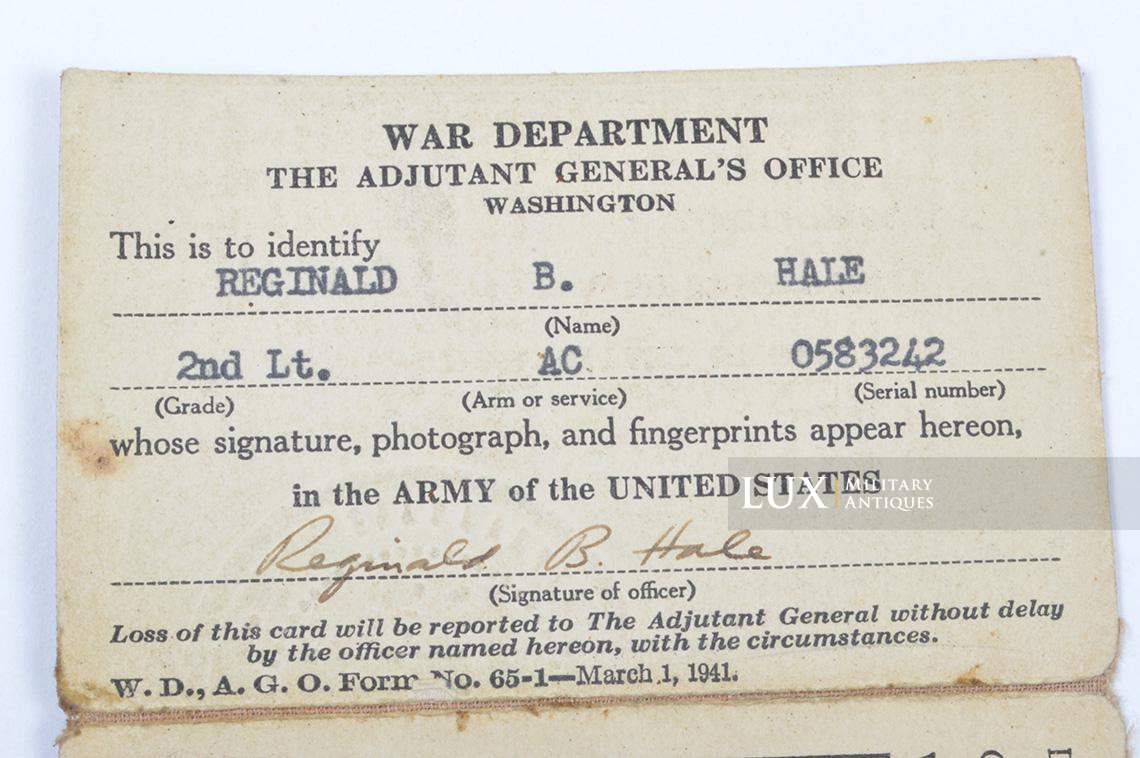 WAR DEPARTMENT
THE ADJUTANT GENERAL'S OFFICE
WASHINGTON
This is to identify
REGINALD B. HALE
(Name)
2nd Lt. AC 0583242
(Grade) (Arm or service) (Serial number)
whose signature, photograph, and fingerprints appear hereon,
in the ARMY of the UNITED STATES
LUX MILITARY ANTIQUES
Reginald B. Hale
(Signature of officer)
Loss of this card will be reported to The Adjutant General without delay
by the officer named hereon, with the circumstances.
W. D., A. G. O. Form No. 65-1—March 1, 1941.